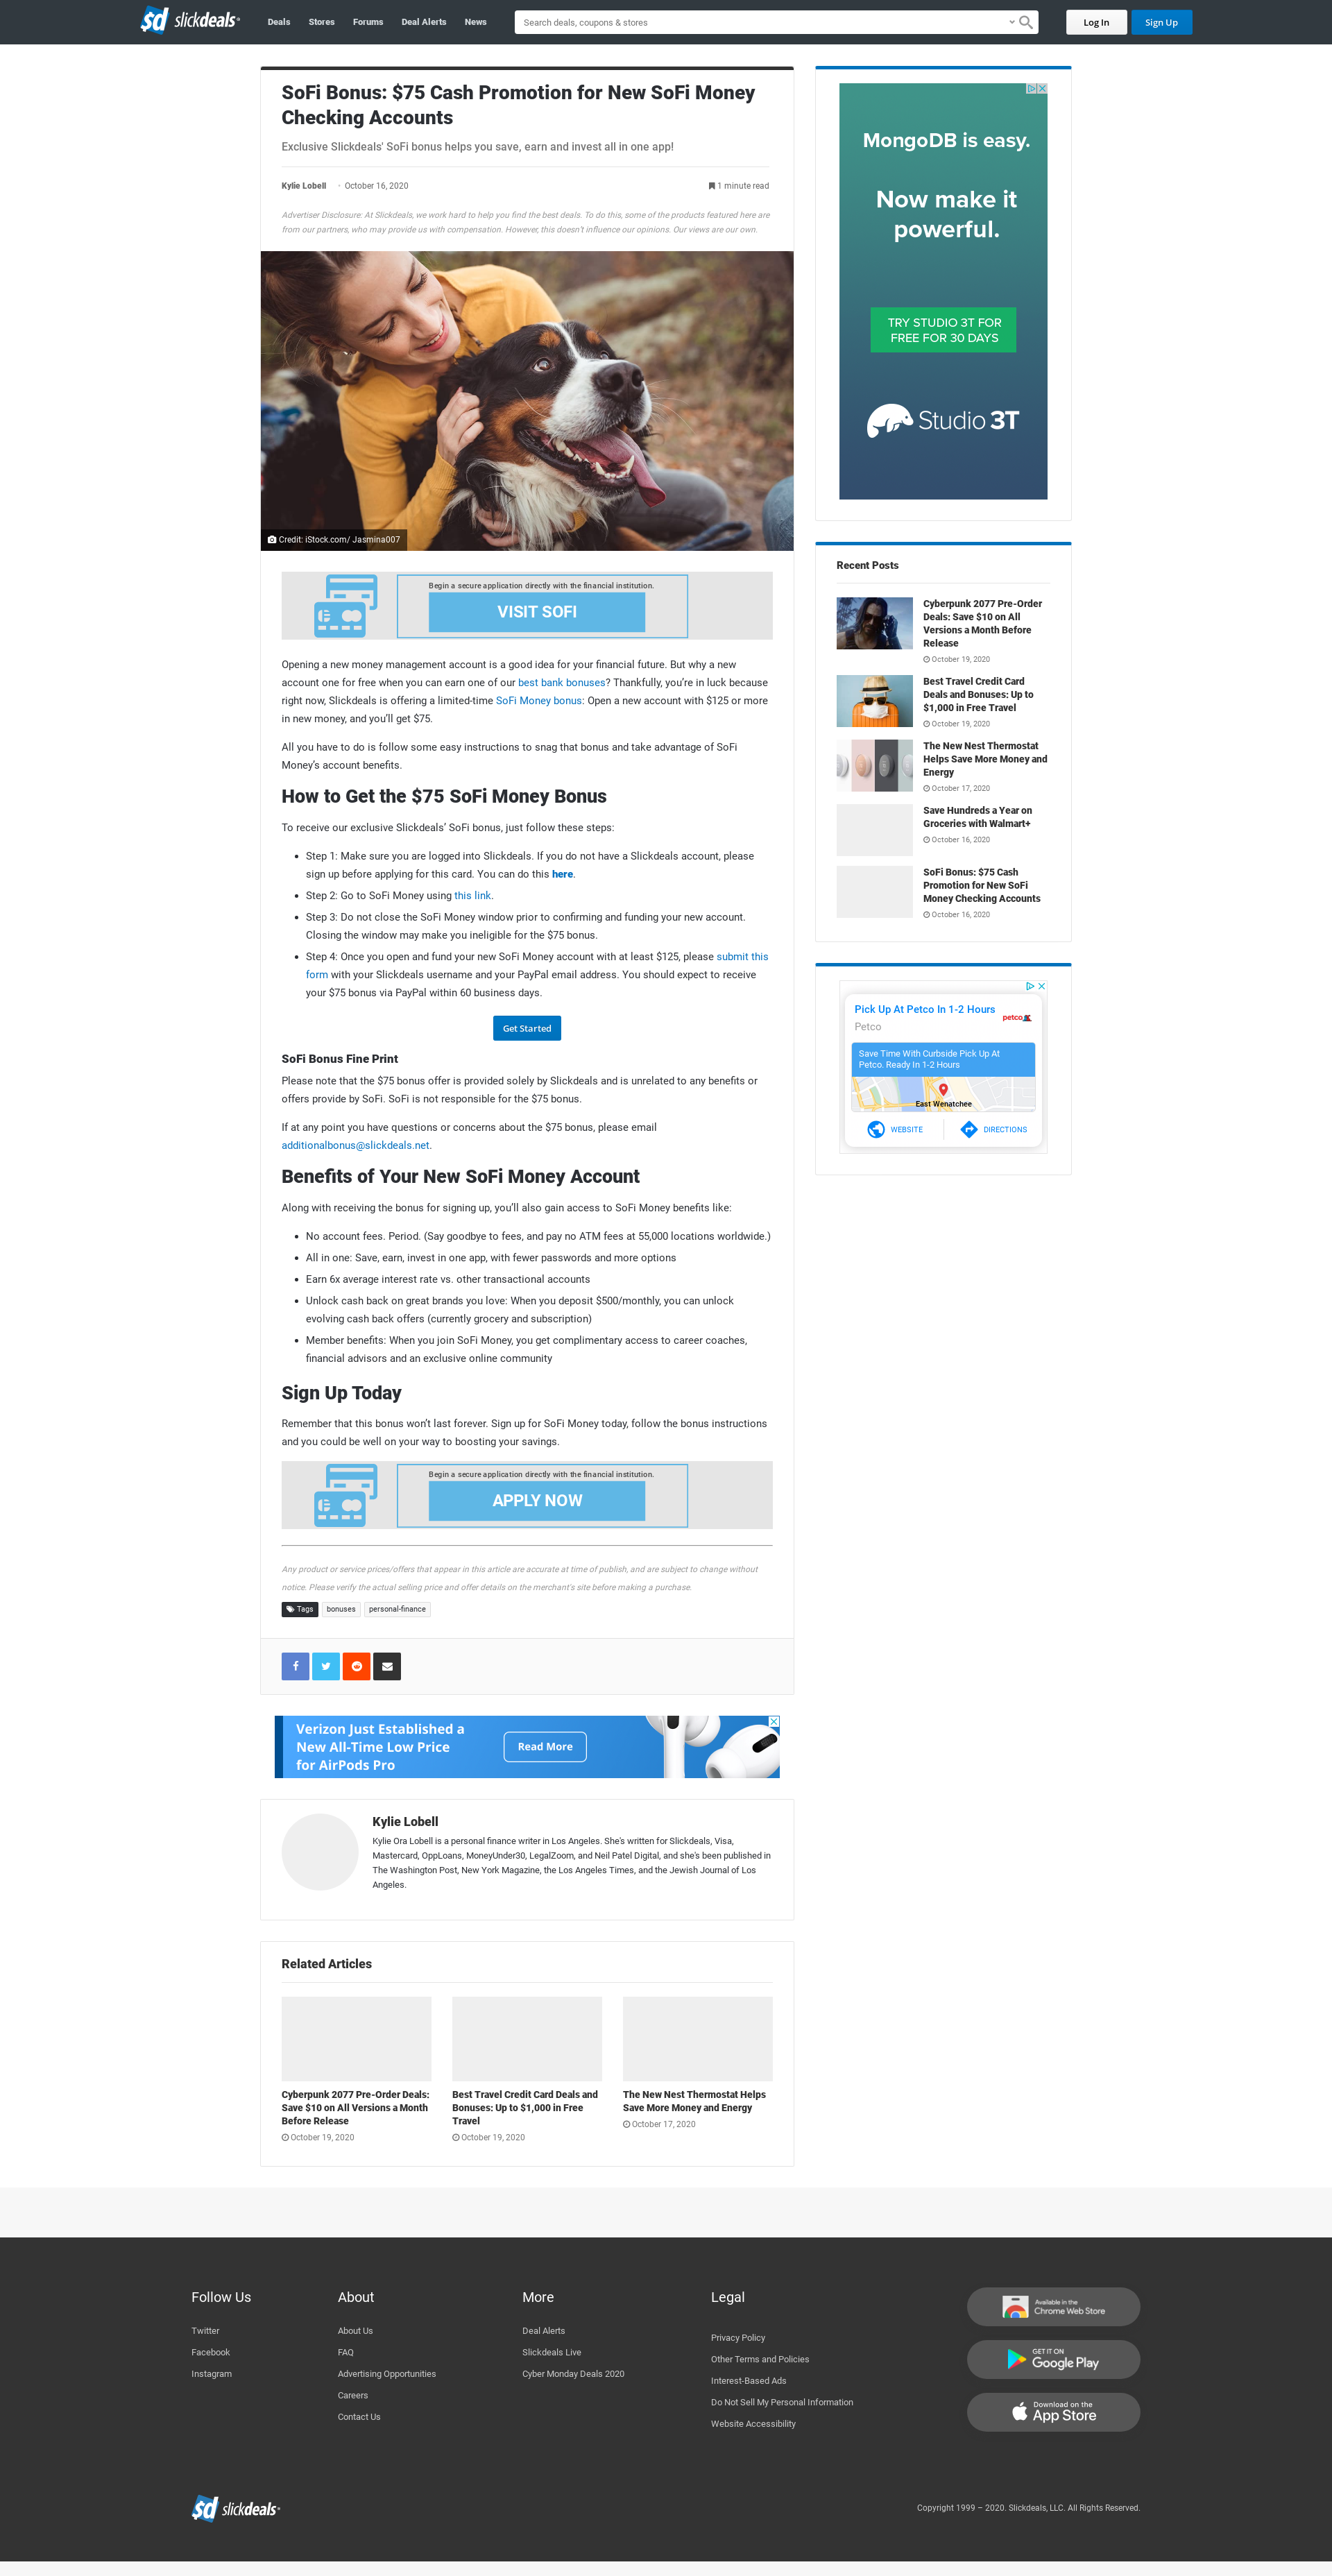 slickdeals
Deals
Stores
Forums
Deal Alerts
News
Search deals, coupons & stores
Log In
Sign Up
SoFi Bonus: $75 Cash Promotion for New SoFi Money
Checking Accounts
Exclusive Slickdeals' SoFi bonus helps you save, earn and invest all in one app!
Kylie Lobell · October 16, 2020
1 minute read
Advertiser Disclosure: At Slickdeals, we work hard to help you find the best deals. To do this, some of the products featured here are
from our partners, who may provide us with compensation. However, this doesn’t influence our opinions. Our views are our own.
Credit: iStock.com/ Jasmina007
Begin a secure application directly with the financial institution.
VISIT SOFI
Opening a new money management account is a good idea for your financial future. But why a new
account one for free when you can earn one of our best bank bonuses? Thankfully, you’re in luck because
right now, Slickdeals is offering a limited-time SoFi Money bonus: Open a new account with $125 or more
in new money, and you’ll get $75.
All you have to do is follow some easy instructions to snag that bonus and take advantage of SoFi
Money’s account benefits.
How to Get the $75 SoFi Money Bonus
To receive our exclusive Slickdeals’ SoFi bonus, just follow these steps:
Step 1: Make sure you are logged into Slickdeals. If you do not have a Slickdeals account, please
sign up before applying for this card. You can do this here.
Step 2: Go to SoFi Money using this link.
Step 3: Do not close the SoFi Money window prior to confirming and funding your new account.
Closing the window may make you ineligible for the $75 bonus.
Step 4: Once you open and fund your new SoFi Money account with at least $125, please submit this
form with your Slickdeals username and your PayPal email address. You should expect to receive
your $75 bonus via PayPal within 60 business days.
Get Started
SoFi Bonus Fine Print
Please note that the $75 bonus offer is provided solely by Slickdeals and is unrelated to any benefits or
offers provide by SoFi. SoFi is not responsible for the $75 bonus.
If at any point you have questions or concerns about the $75 bonus, please email
additionalbonus@slickdeals.net.
Benefits of Your New SoFi Money Account
Along with receiving the bonus for signing up, you’ll also gain access to SoFi Money benefits like:
No account fees. Period. (Say goodbye to fees, and pay no ATM fees at 55,000 locations worldwide.)
All in one: Save, earn, invest in one app, with fewer passwords and more options
Earn 6x average interest rate vs. other transactional accounts
Unlock cash back on great brands you love: When you deposit $500/monthly, you can unlock
evolving cash back offers (currently grocery and subscription)
Member benefits: When you join SoFi Money, you get complimentary access to career coaches,
financial advisors and an exclusive online community
Sign Up Today
Remember that this bonus won’t last forever. Sign up for SoFi Money today, follow the bonus instructions
and you could be well on your way to boosting your savings.
Begin a secure application directly with the financial institution.
APPLY NOW
Any product or service prices/offers that appear in this article are accurate at time of publish, and are subject to change without
notice. Please verify the actual selling price and offer details on the merchant's site before making a purchase.
Tags
bonuses
personal-finance
Verizon Just Established a
New All-Time Low Price
for AirPods Pro
Read More
Kylie Lobell
Kylie Ora Lobell is a personal finance writer in Los Angeles. She's written for Slickdeals, Visa,
Mastercard, OppLoans, MoneyUnder30, LegalZoom, and Neil Patel Digital, and she's been published in
The Washington Post, New York Magazine, the Los Angeles Times, and the Jewish Journal of Los
Angeles.
Related Articles
Cyberpunk 2077 Pre-Order Deals:
Save $10 on All Versions a Month
Before Release
October 19, 2020
Best Travel Credit Card Deals and
Bonuses: Up to $1,000 in Free
Travel
October 19, 2020
The New Nest Thermostat Helps
Save More Money and Energy
October 17, 2020
MongoDB is easy.
Now make it
powerful.
TRY STUDIO 3T FOR
FREE FOR 30 DAYS
Studio 3T
Recent Posts
Cyberpunk 2077 Pre-Order
Deals: Save $10 on All
Versions a Month Before
Release
October 19, 2020
Best Travel Credit Card
Deals and Bonuses: Up to
$1,000 in Free Travel
October 19, 2020
The New Nest Thermostat
Helps Save More Money and
Energy
October 17, 2020
Save Hundreds a Year on
Groceries with Walmart+
October 16, 2020
SoFi Bonus: $75 Cash
Promotion for New SoFi
Money Checking Accounts
October 16, 2020
Pick Up At Petco In 1-2 Hours
Petco
petco
Save Time With Curbside Pick Up At
Petco. Ready In 1-2 Hours
East Wenatchee
WEBSITE
DIRECTIONS
Follow Us
Twitter
Facebook
Instagram
About
About Us
FAQ
Advertising Opportunities
Careers
Contact Us
More
Deal Alerts
Slickdeals Live
Cyber Monday Deals 2020
Legal
Privacy Policy
Other Terms and Policies
Interest-Based Ads
Do Not Sell My Personal Information
Website Accessibility
Available in the
Chrome Web Store
GET IT ON
Google Play
Download on the
App Store
slickdeals
Copyright 1999 – 2020. Slickdeals, LLC. All Rights Reserved.